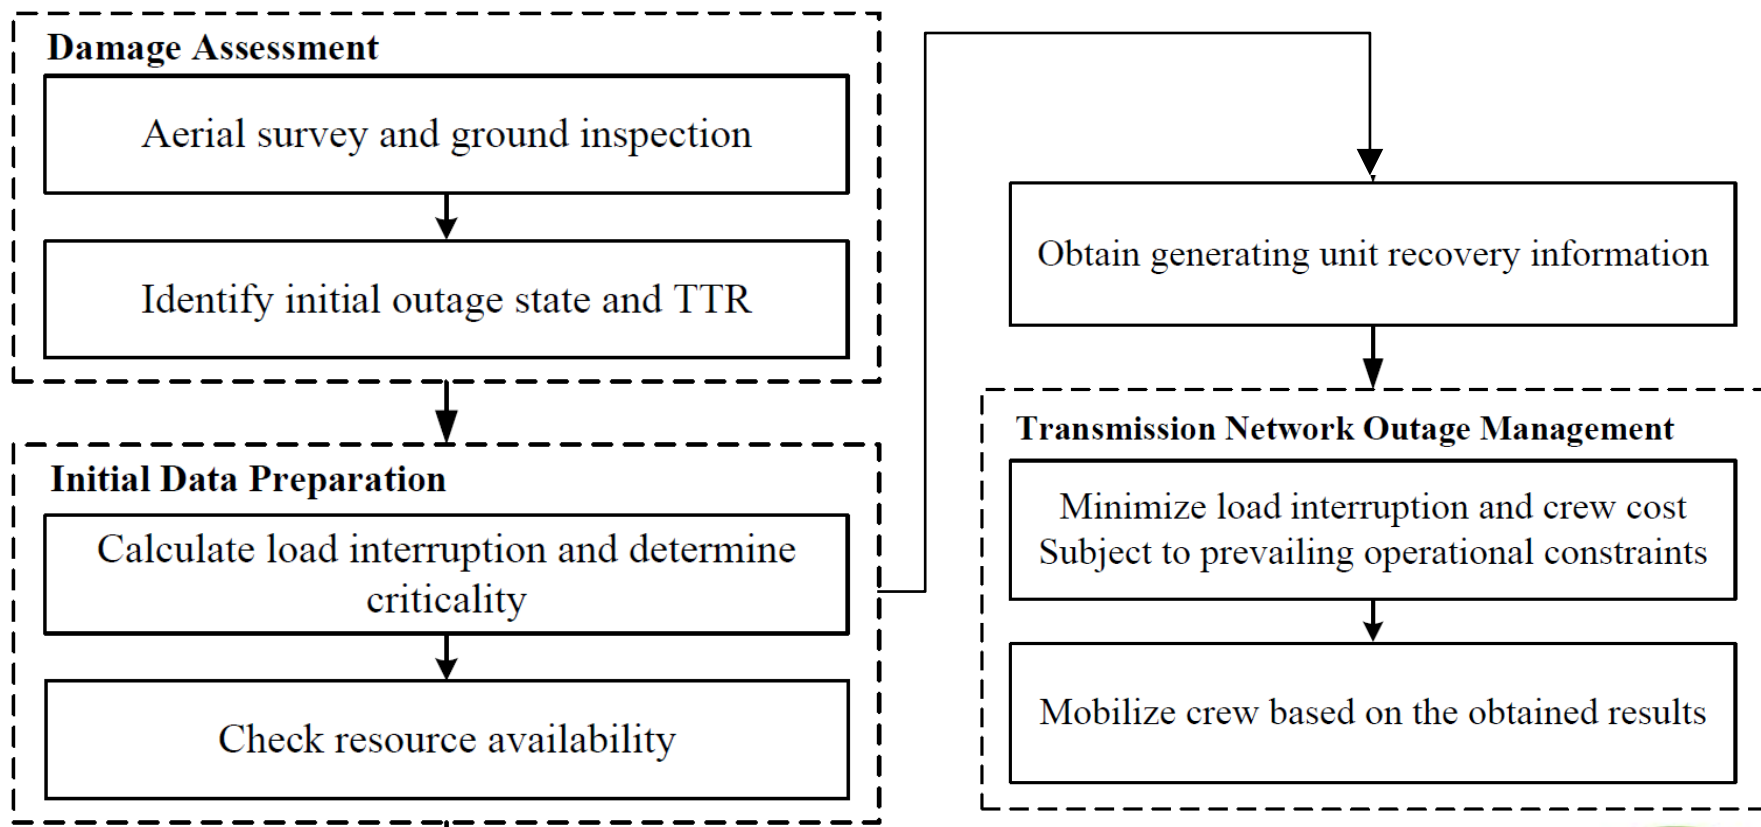 Damage Assessment
Aerial survey and ground inspection
Identify initial outage state and TTR
Initial Data Preparation
Calculate load interruption and determine
criticality
Check resource availability
Obtain generating unit recovery information
Transmission Network Outage Management
Minimize load interruption and crew cost
Subject to prevailing operational constraints
Mobilize crew based on the obtained results